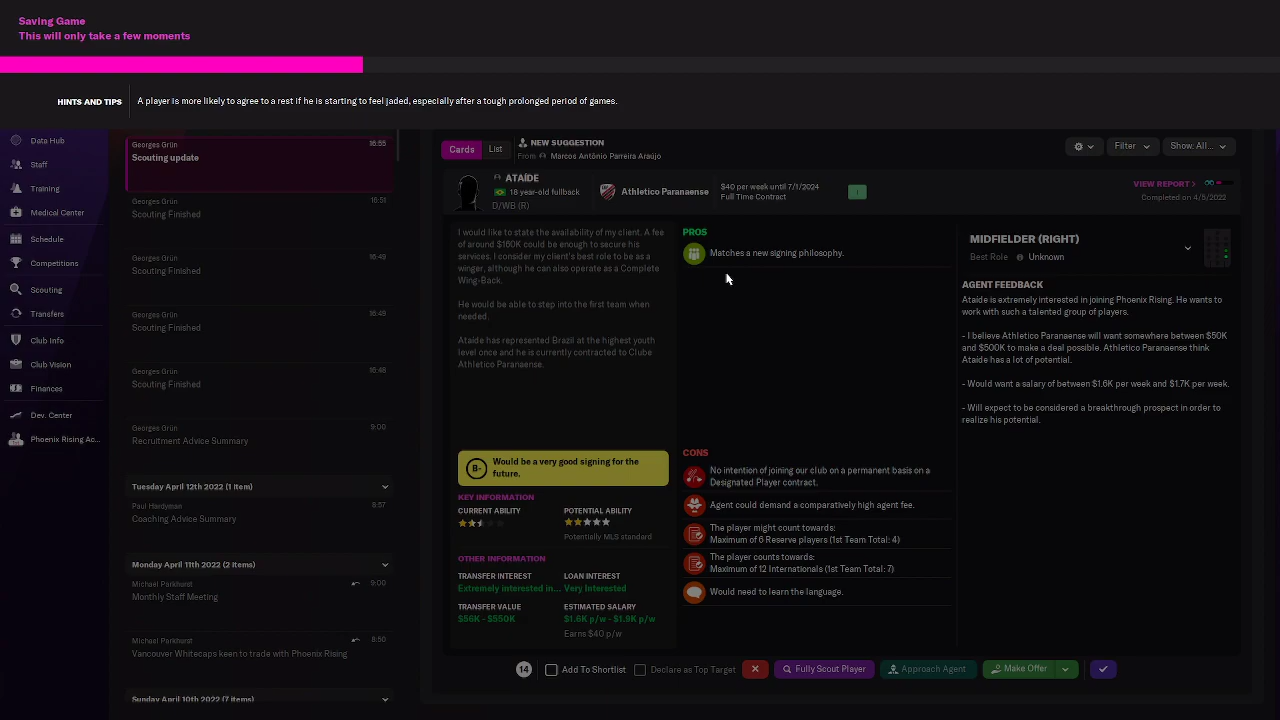 Saving Game
This will only take a few moments
HINTS AND TIPS
A player is more likely to agree to a rest if he is starting to feel jaded, especially after a tough prolonged period of games.
Data Hub
Staff
Training
Medical Center
Schedule
Competitions
Scouting
Transfers
Club Info
Club Vision
Finances
Dev. Center
Phoenix Rising Ac...
Georges Grün
16:55
Scouting update
Georges Grün
16:51
Scouting Finished
Georges Grün
16:49
Scouting Finished
Georges Grün
16:49
Scouting Finished
Georges Grün
16:48
Scouting Finished
Georges Grün
9:00
Recruitment Advice Summary
Tuesday April 12th 2022 (1 item)
Paul Hardyman
8:57
Coaching Advice Summary
Monday April 11th 2022 (2 items)
Michael Parkhurst
9:00
Monthly Staff Meeting
Michael Parkhurst
8:50
Vancouver Whitecaps keen to trade with Phoenix Rising
Sunday April 10th 2022 (7 items)
Cards
List
NEW SUGGESTION
From Marcos Antônio Parreira Araújo
Filter
Show: All...
ATAÍDE
18 year-old fullback
D/WB (R)
Athletico Paranaense
$40 per week until 7/1/2024
Full Time Contract
I
VIEW REPORT >
Completed on 4/5/2022
I would like to state the availability of my client. A fee
of around $160K could be enough to secure his
services. I consider my client's best role to be as a
winger, although he can also operate as a Complete
Wing-Back.
He would be able to step into the first team when
needed.
Ataíde has represented Brazil at the highest youth
level once and he is currently contracted to Clube
Athletico Paranaense.
B-
Would be a very good signing for the
future.
KEY INFORMATION
CURRENT ABILITY
POTENTIAL ABILITY
Potentially MLS standard
OTHER INFORMATION
TRANSFER INTEREST
LOAN INTEREST
Extremely interested in...
Very Interested
TRANSFER VALUE
ESTIMATED SALARY
$56K - $550K
$1.6K p/w - $1.9K p/w
Earns $40 p/w
PROS
Matches a new signing philosophy.
CONS
No intention of joining our club on a permanent basis on a
Designated Player contract.
Agent could demand a comparatively high agent fee.
The player might count towards:
Maximum of 6 Reserve players (1st Team Total: 4)
The player counts towards:
Maximum of 12 Internationals (1st Team Total: 7)
Would need to learn the language.
MIDFIELDER (RIGHT)
Best Role Unknown
AGENT FEEDBACK
Ataíde is extremely interested in joining Phoenix Rising. He wants to
work with such a talented group of players.
- I believe Athletico Paranaense will want somewhere between $50K
and $500K to make a deal possible. Athletico Paranaense think
Ataíde has a lot of potential.
- Would want a salary of between $1.6K per week and $1.7K per week.
- Will expect to be considered a breakthrough prospect in order to
realize his potential.
14
Add To Shortlist
Declare as Top Target
Fully Scout Player
Approach Agent
Make Offer